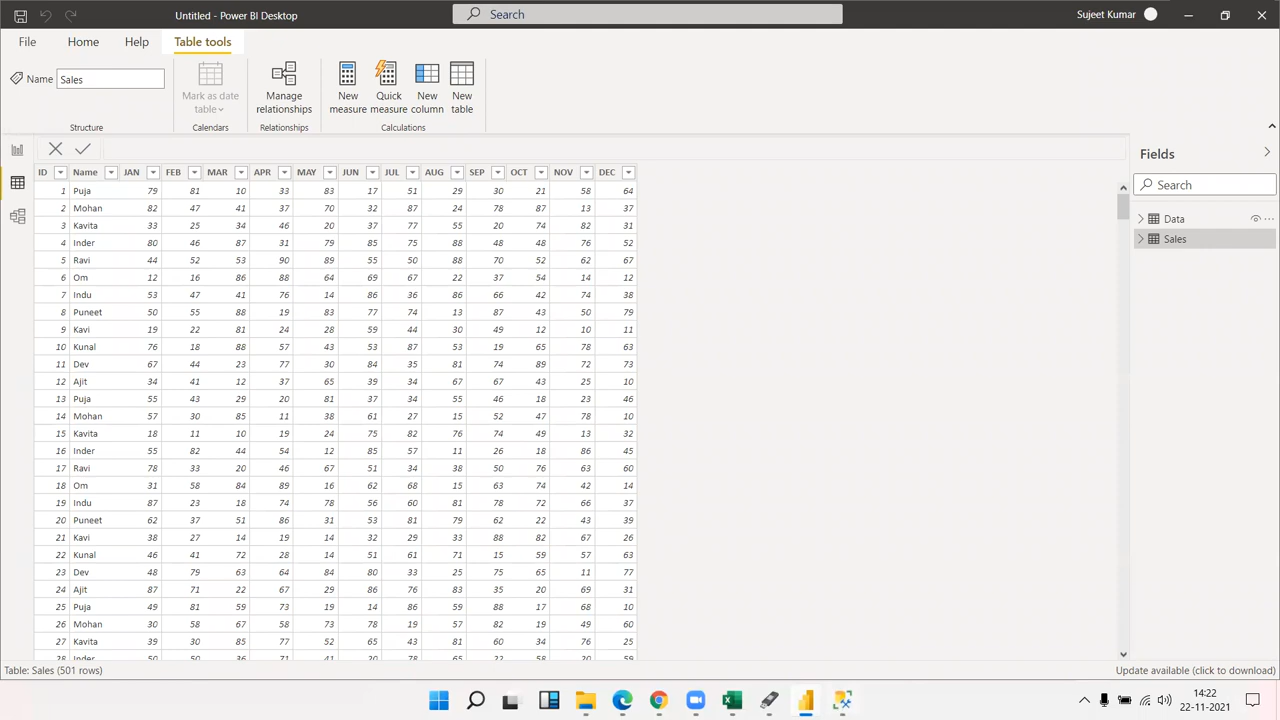 Untitled - Power BI Desktop
Search
Sujeet Kumar
File Home Help Table tools
Name Sales
Mark as date table
Manage relationships
New measure
Quick measure
New column
New table
Structure Calendars Relationships Calculations
Fields
Search
Data
Sales
ID Name JAN FEB MAR APR MAY JUN JUL AUG SEP OCT NOV DEC
1 Puja 79 81 10 33 83 17 51 29 30 21 58 64
2 Mohan 82 47 41 37 70 32 87 24 78 87 13 37
3 Kavita 33 25 34 46 20 37 77 55 20 74 82 31
4 Inder 80 46 87 31 79 85 75 88 48 48 76 52
5 Ravi 44 52 53 90 89 55 50 88 70 52 62 67
6 Om 12 16 86 88 64 69 67 22 37 54 14 12
7 Indu 53 47 41 76 14 86 36 86 66 42 74 38
8 Puneet 50 55 88 19 83 77 74 13 87 43 50 79
9 Kavi 19 22 81 24 28 59 44 30 49 12 10 11
10 Kunal 76 18 88 57 43 53 87 53 19 65 78 63
11 Dev 67 44 23 77 30 84 35 81 74 89 72 73
12 Ajit 34 41 12 37 65 39 34 67 67 43 25 10
13 Puja 55 43 29 20 81 37 34 55 46 18 23 46
14 Mohan 57 30 85 11 38 61 27 15 52 47 78 10
15 Kavita 18 11 10 19 24 75 82 76 74 49 13 32
16 Inder 55 82 44 54 12 85 57 11 26 18 86 45
17 Ravi 78 33 20 46 67 51 34 38 50 76 63 60
18 Om 31 58 84 89 16 62 68 15 63 74 42 14
19 Indu 87 23 18 74 78 56 60 81 78 72 66 37
20 Puneet 62 37 51 86 31 53 81 79 62 22 43 39
21 Kavi 38 27 14 19 14 32 29 33 88 82 67 26
22 Kunal 46 41 72 28 14 51 61 71 15 59 57 63
23 Dev 48 79 63 64 84 80 33 25 75 65 11 77
24 Ajit 87 71 22 67 29 86 76 83 35 20 69 31
25 Puja 49 81 59 73 19 14 86 59 88 17 68 10
26 Mohan 30 58 67 58 73 78 19 57 82 19 49 60
27 Kavita 39 30 85 77 52 65 43 81 60 34 76 25
28 Inder 50 50 36 71 41 20 78 65 22 58 20 59
Table: Sales (501 rows)
Update available (click to download)
14:22
22-11-2021